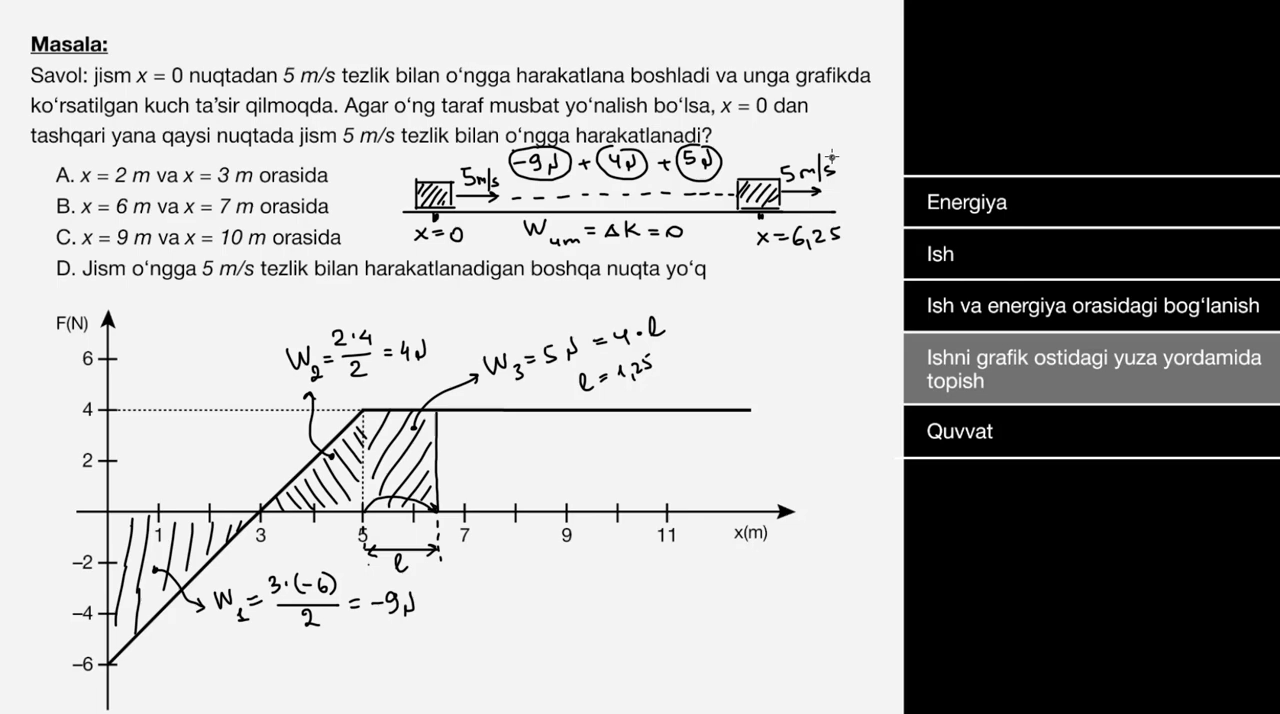 Masala:
Savol: jism x = 0 nuqtadan 5 m/s tezlik bilan o‘ngga harakatlana boshladi va unga grafikda
ko‘rsatilgan kuch ta’sir qilmoqda. Agar o‘ng taraf musbat yo‘nalish bo‘lsa, x = 0 dan
tashqari yana qaysi nuqtada jism 5 m/s tezlik bilan o‘ngga harakatlanadi?
A. x = 2 m va x = 3 m orasida
B. x = 6 m va x = 7 m orasida
C. x = 9 m va x = 10 m orasida
D. Jism o‘ngga 5 m/s tezlik bilan harakatlanadigan boshqa nuqta yo‘q
-9J + 4J + 5J
5m/s
5m/s
x=0
Wum = ΔK = 0
x=6,25
F(N)
6
4
2
-2
-4
-6
1
3
5
7
9
11
x(m)
W2 = 2·4/2 = 4J
W3 = 5J = 4·l
l = 1,25
l
W1 = 3·(-6)/2 = -9J
Energiya
Ish
Ish va energiya orasidagi bog‘lanish
Ishni grafik ostidagi yuza yordamida
topish
Quvvat